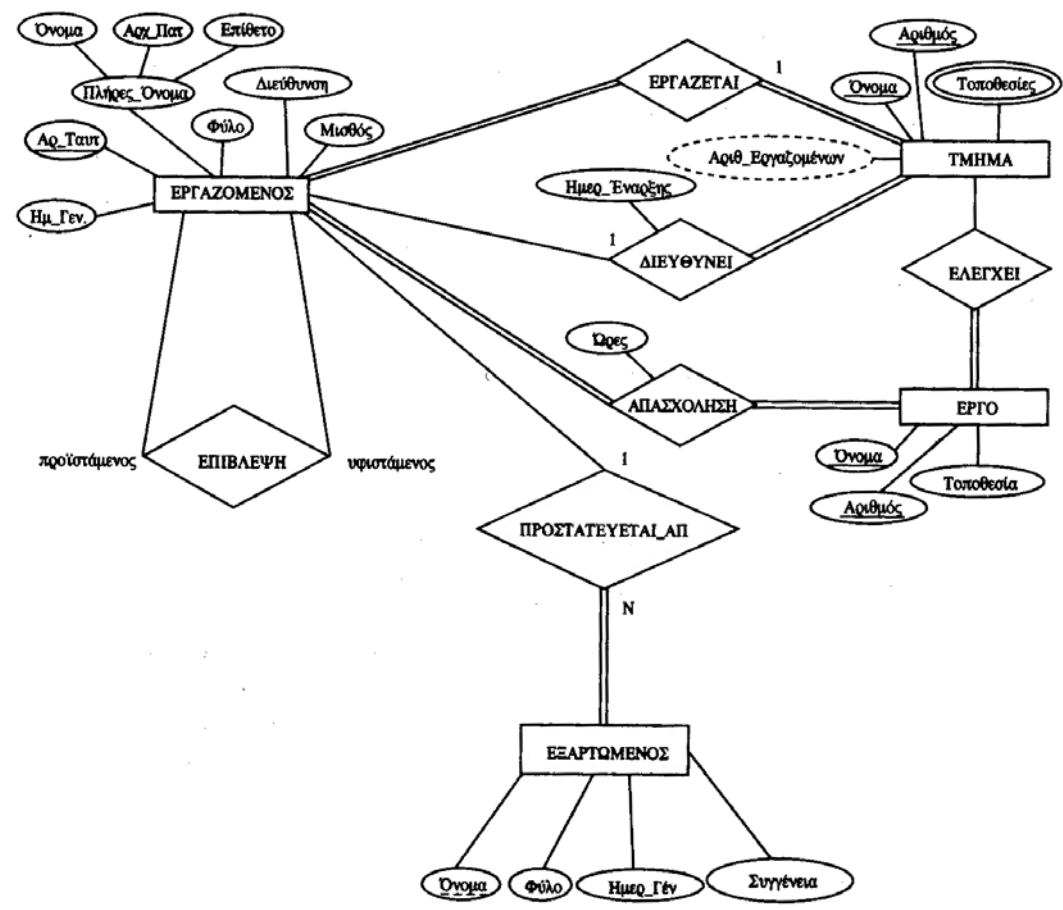 Όνομα
Αρχ_Πατ
Επίθετο
Πλήρες_Όνομα
Διεύθυνση
Αρ_Ταυτ
Φύλο
Μισθός
ΕΡΓΑΖΟΜΕΝΟΣ
Ημ_Γεν.
ΕΡΓΑΖΕΤΑΙ
1
Αριθμός
Όνομα
Τοποθεσίες
Αριθ_Εργαζομένων
ΤΜΗΜΑ
Ημερ_Έναρξης
1
ΔΙΕΥΘΥΝΕΙ
ΕΛΕΓΧΕΙ
Ώρες
ΑΠΑΣΧΟΛΗΣΗ
ΕΡΓΟ
Όνομα
Αριθμός
Τοποθεσία
προϊστάμενος
ΕΠΙΒΛΕΨΗ
υφιστάμενος
1
ΠΡΟΣΤΑΤΕΥΕΤΑΙ_ΑΠ
Ν
ΕΞΑΡΤΩΜΕΝΟΣ
Όνομα
Φύλο
Ημερ_Γέν
Συγγένεια